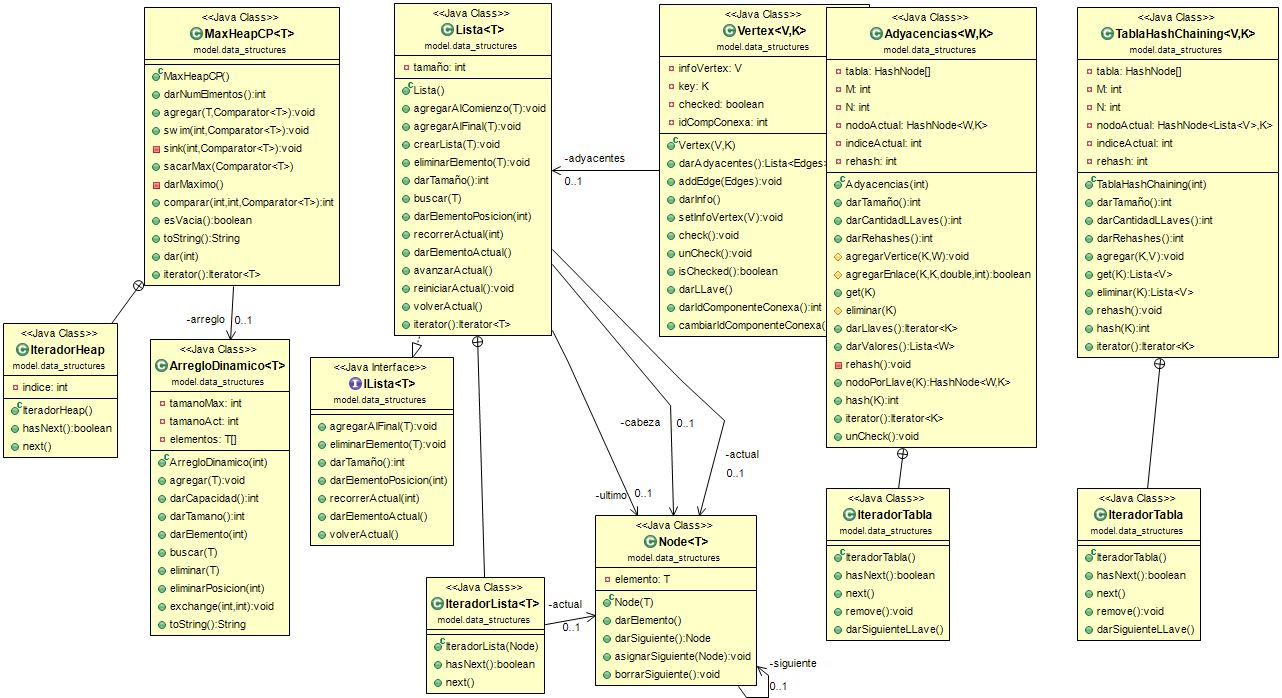 <<Java Class>>
MaxHeapCP<T>
model.data_structures
MaxHeapCP()
darNumElmentos():int
agregar(T,Comparator<T>):void
swim(int,Comparator<T>):void
sink(int,Comparator<T>):void
sacarMax(Comparator<T>)
darMaximo()
comparar(int,int,Comparator<T>):int
esVacia():boolean
toString():String
dar(int)
iterator():Iterator<T>
<<Java Class>>
Lista<T>
model.data_structures
tamaño: int
Lista()
agregarAlComienzo(T):void
agregarAlFinal(T):void
crearLista(T):void
eliminarElemento(T):void
darTamaño():int
buscar(T)
darElementoPosicion(int)
recorrerActual(int)
darElementoActual()
avanzarActual()
reiniciarActual():void
volverActual()
iterator():Iterator<T>
<<Java Class>>
Vertex<V,K>
model.data_structures
infoVertex: V
key: K
checked: boolean
idCompConexa: int
Vertex(V,K)
darAdyacentes():Lista<Edges>
addEdge(Edges):void
darInfo()
setInfoVertex(V):void
check():void
unCheck():void
isChecked():boolean
darLLave()
darIdComponenteConexa():int
cambiarIdComponenteConexa(
<<Java Class>>
Adyacencias<W,K>
model.data_structures
tabla: HashNode[]
M: int
N: int
nodoActual: HashNode<W,K>
indiceActual: int
rehash: int
Adyacencias(int)
darTamaño():int
darCantidadLLaves():int
darRehashes():int
agregarVertice(K,W):void
agregarEnlace(K,K,double,int):boolean
get(K)
eliminar(K)
darLlaves():Iterator<K>
darValores():Lista<W>
rehash():void
nodoPorLlave(K):HashNode<W,K>
hash(K):int
iterator():Iterator<K>
unCheck():void
<<Java Class>>
TablaHashChaining<V,K>
model.data_structures
tabla: HashNode[]
M: int
N: int
nodoActual: HashNode<Lista<V>,K>
indiceActual: int
rehash: int
TablaHashChaining(int)
darTamaño():int
darCantidadLLaves():int
darRehashes():int
agregar(K,V):void
get(K):Lista<V>
eliminar(K):Lista<V>
rehash():void
hash(K):int
iterator():Iterator<K>
-adyacentes
0..1
-arreglo
0..1
<<Java Class>>
IteradorHeap
model.data_structures
indice: int
IteradorHeap()
hasNext():boolean
next()
<<Java Class>>
ArregloDinamico<T>
model.data_structures
tamanoMax: int
tamanoAct: int
elementos: T[]
ArregloDinamico(int)
agregar(T):void
darCapacidad():int
darTamano():int
darElemento(int)
buscar(T)
eliminar(T)
eliminarPosicion(int)
exchange(int,int):void
toString():String
<<Java Interface>>
ILista<T>
model.data_structures
agregarAlFinal(T):void
eliminarElemento(T):void
darTamaño():int
darElementoPosicion(int)
recorrerActual(int)
darElementoActual()
volverActual()
-cabeza
0..1
-actual
0..1
-ultimo
0..1
<<Java Class>>
IteradorLista<T>
model.data_structures
IteradorLista(Node)
hasNext():boolean
next()
-actual
0..1
<<Java Class>>
Node<T>
model.data_structures
elemento: T
Node(T)
darElemento()
darSiguiente():Node
asignarSiguiente(Node):void
borrarSiguiente():void
-siguiente
0..1
<<Java Class>>
IteradorTabla
model.data_structures
IteradorTabla()
hasNext():boolean
next()
remove():void
darSiguienteLLave()
<<Java Class>>
IteradorTabla
model.data_structures
IteradorTabla()
hasNext():boolean
next()
remove():void
darSiguienteLLave()